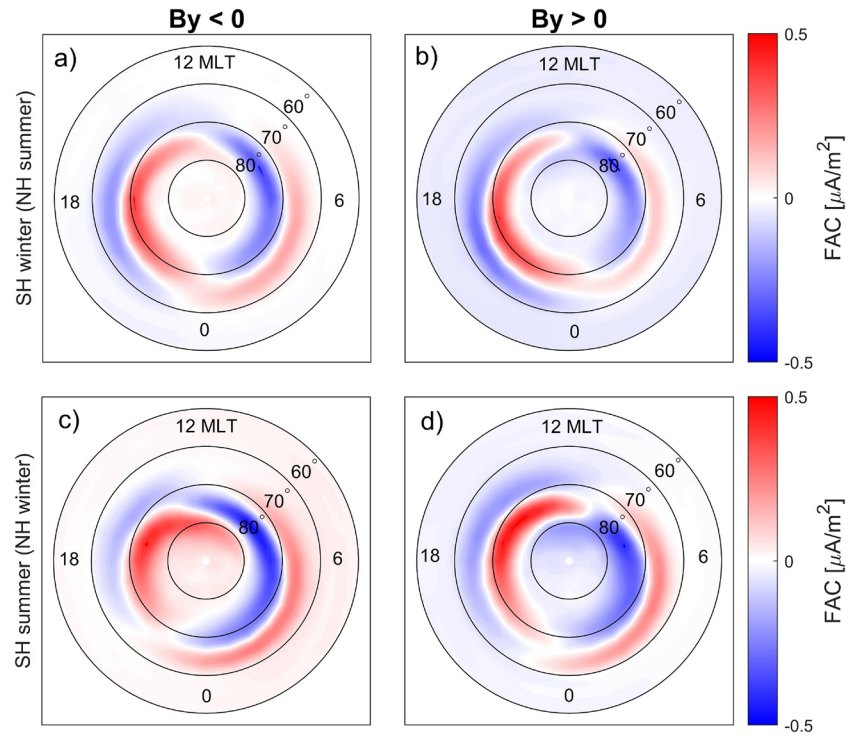 By < 0
By > 0
a)
12 MLT
60°
70°
80°
18
6
0
b)
12 MLT
60°
70°
80°
18
6
0
0.5
0
-0.5
FAC [μA/m²]
SH winter (NH summer)
c)
12 MLT
60°
70°
80°
18
6
0
d)
12 MLT
60°
70°
80°
18
6
0
0.5
0
-0.5
FAC [μA/m²]
SH summer (NH winter)